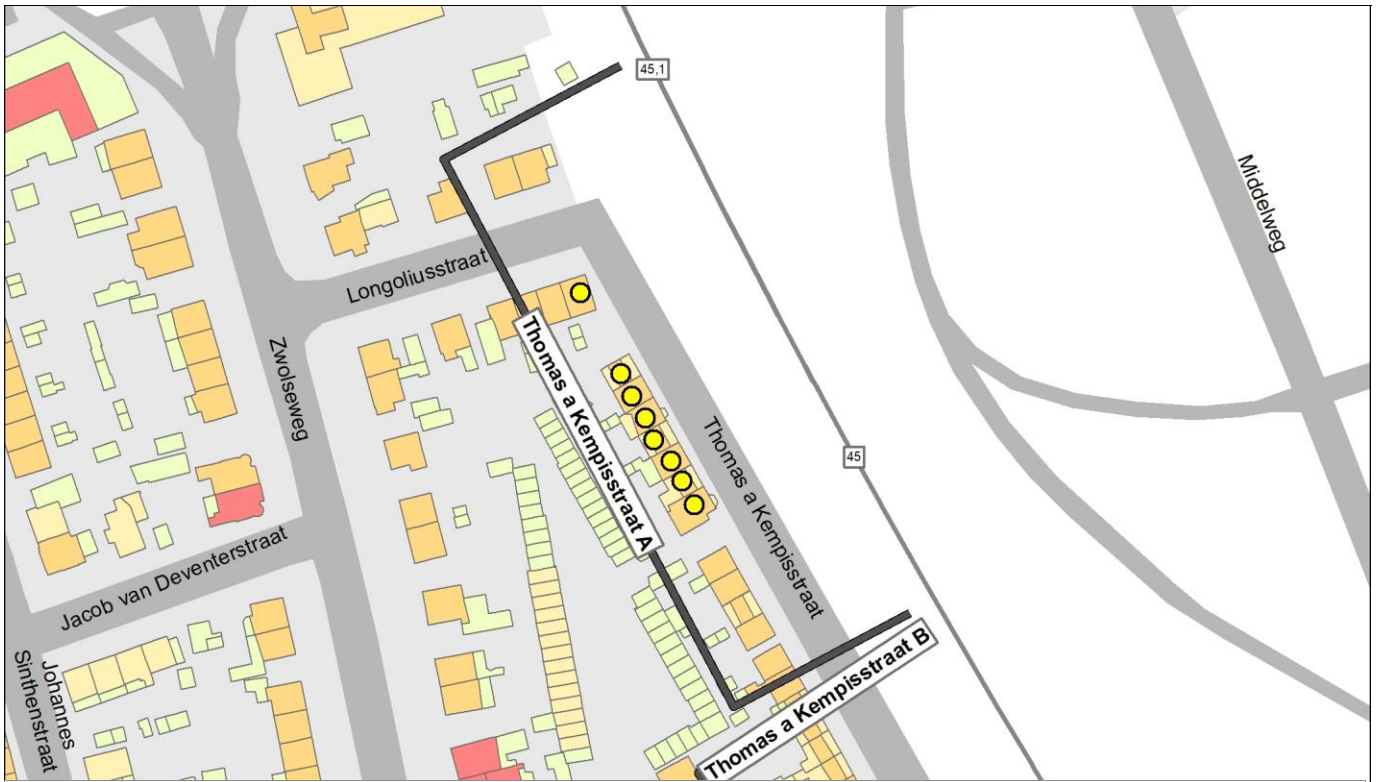 45,1
Middelweg
Longoliusstraat
Zwolseweg
Thomas a Kempisstraat A
Thomas a Kempisstraat
45
Jacob van Deventerstraat
Johannes
Sinthenstraat
Thomas a Kempisstraat B